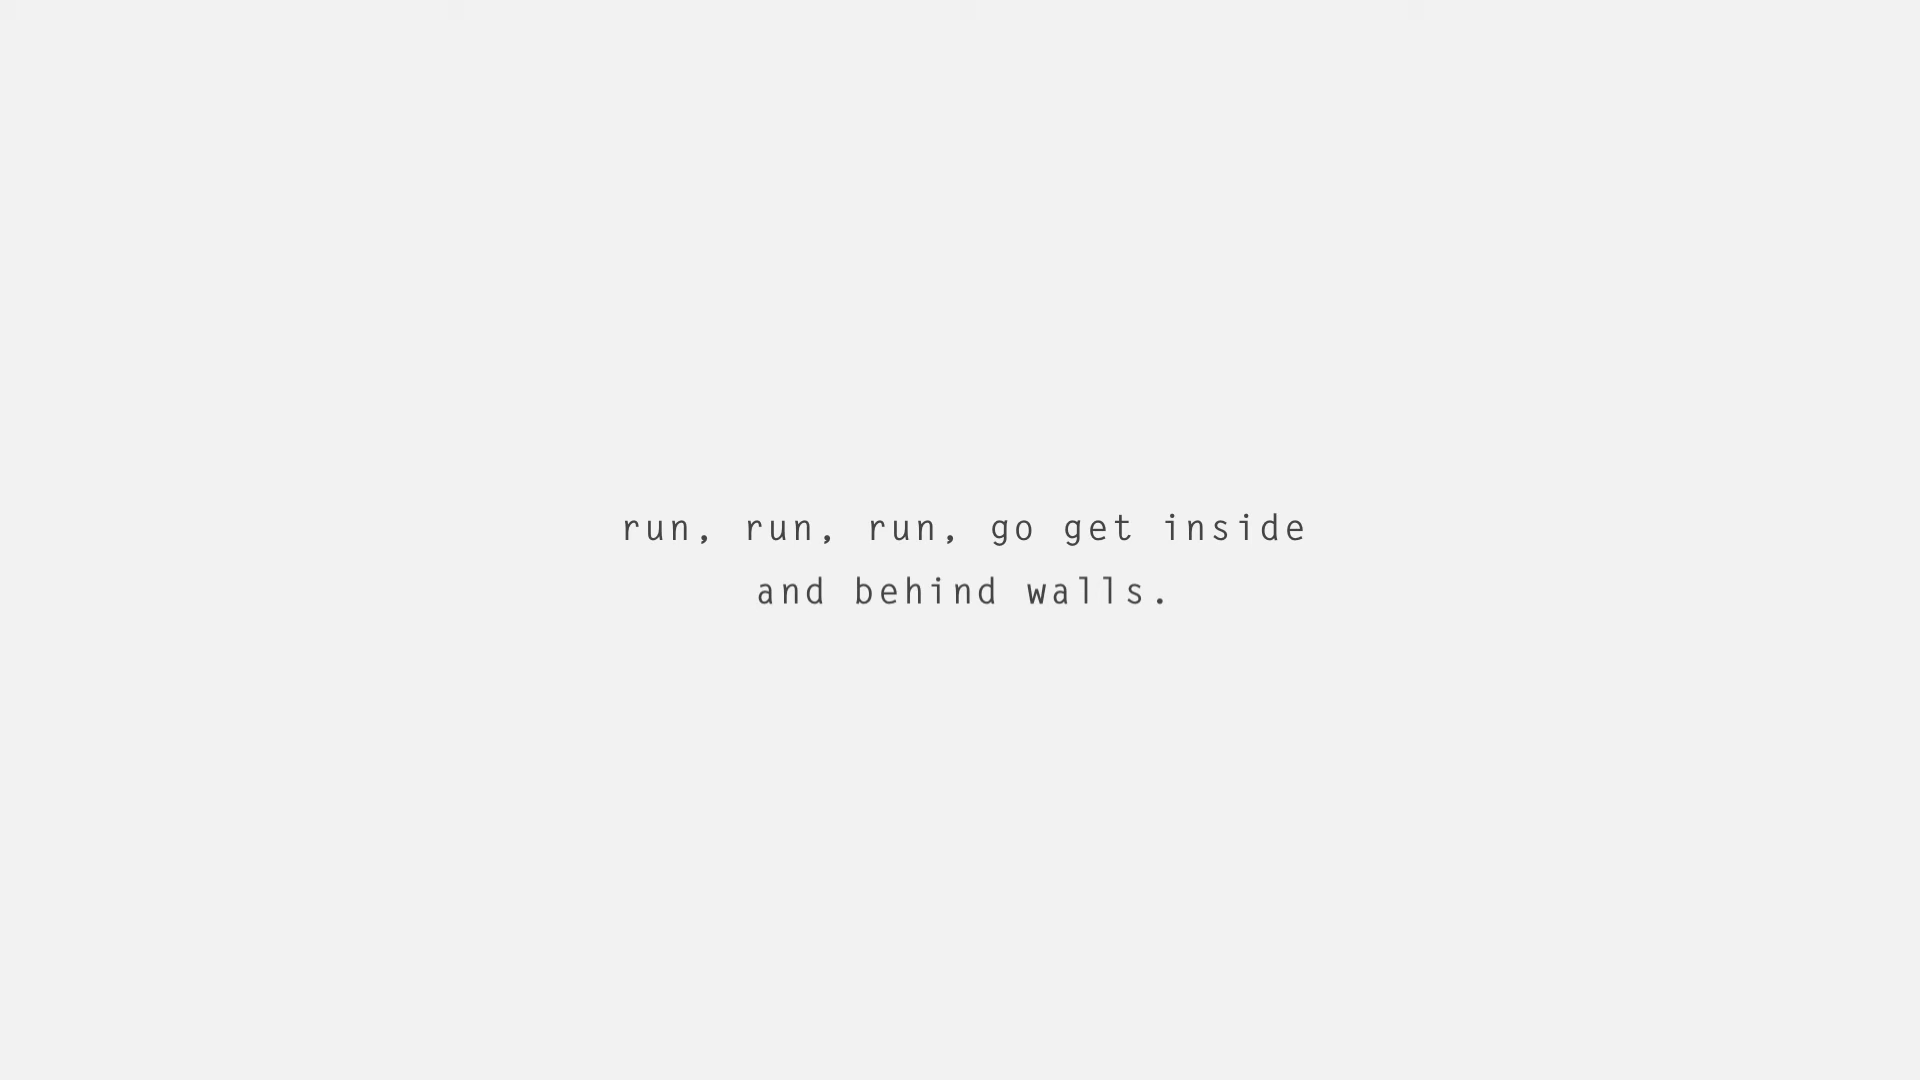 run, run, run, go get inside
and behind walls.